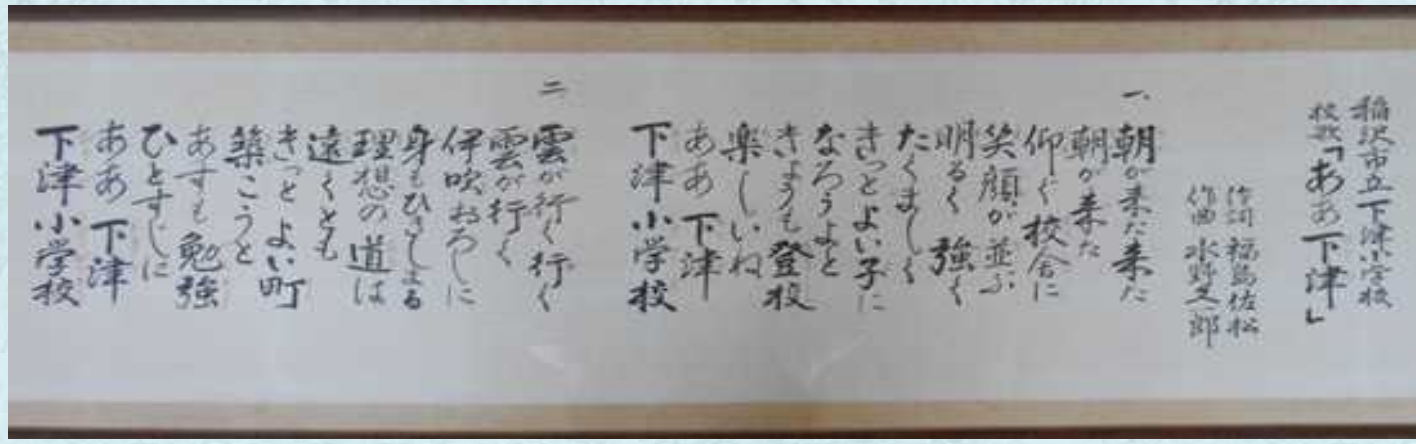 稲沢市立下津小学校
校歌「ああ下津」
作詞 福島佐松
作曲 水野又一郎
一、朝が来た来た
朝が来た
仰ぐ校舎に
笑顔が並ぶ
明るく強く
たくましく
きっとよい子に
なろうよと
きょうも登校
楽しいね
ああ下津
下津小学校
二 雲が行く行く
雲が行く
伊吹おろしに
身もひきしまる
理想の道は
遠くとも
きっとよい町
築こうと
あすも勉強
ひとすじに
ああ下津
下津小学校